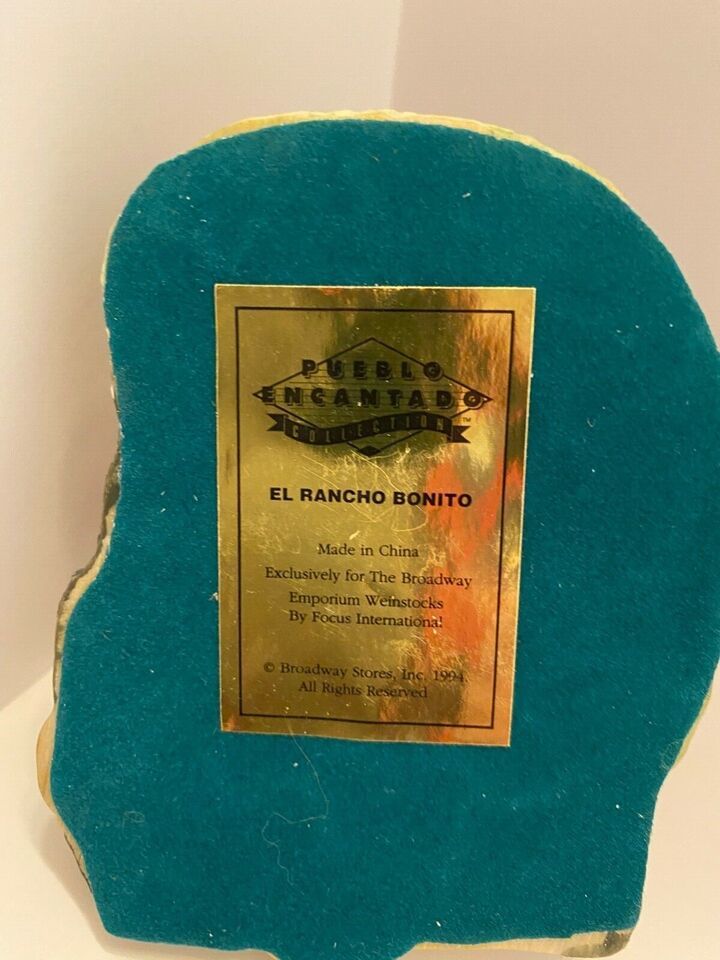 PUEBLO
ENCANTADO
COLLECTION™
EL RANCHO BONITO
Made in China
Exclusively for The Broadway
Emporium Weinstocks
By Focus International
© Broadway Stores, Inc. 1994.
All Rights Reserved